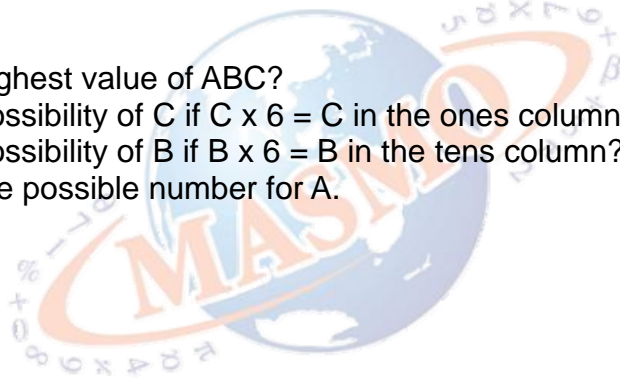 ghest value of ABC?
ossibility of C if C x 6 = C in the ones column
ossibility of B if B x 6 = B in the tens column?
e possible number for A.
MASMO